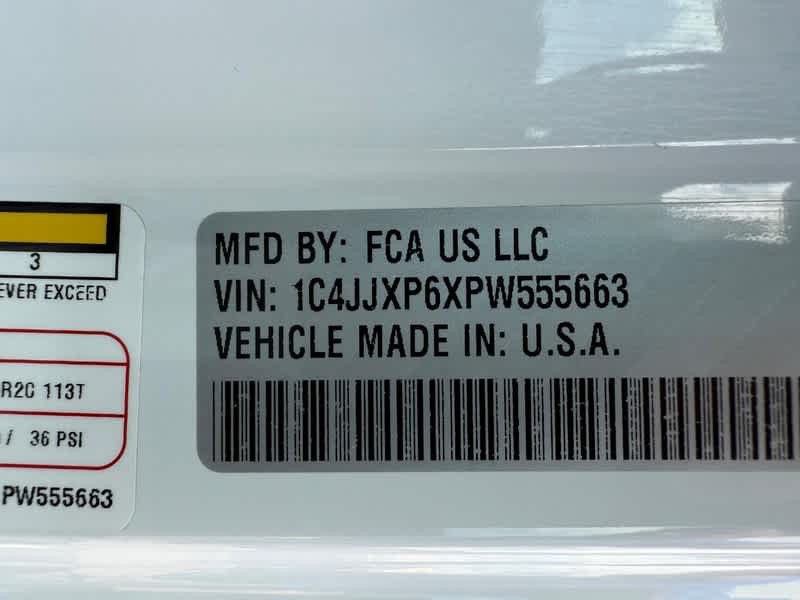 3
EVER EXCEED
R2C 113T
/ 36 PSI
PW555663
MFD BY: FCA US LLC
VIN: 1C4JJXP6XPW555663
VEHICLE MADE IN: U.S.A.